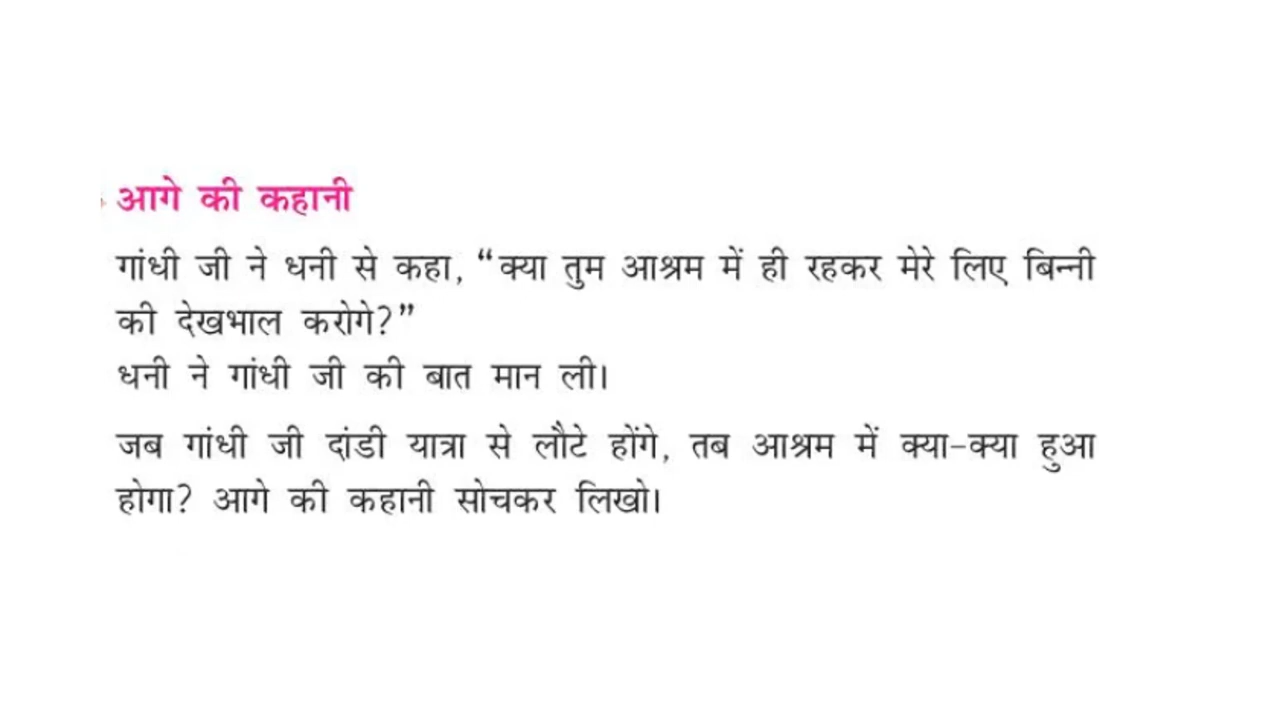 आगे की कहानी
गांधी जी ने धनी से कहा, “क्या तुम आश्रम में ही रहकर मेरे लिए बिन्नी
की देखभाल करोगे?”
धनी ने गांधी जी की बात मान ली।
जब गांधी जी दांडी यात्रा से लौटे होंगे, तब आश्रम में क्या-क्या हुआ
होगा? आगे की कहानी सोचकर लिखो।